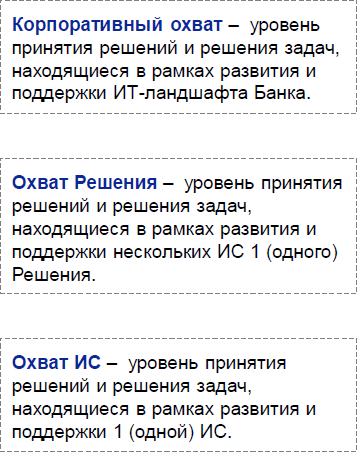 Корпоративный охват – уровень
принятия решений и решения задач,
находящиеся в рамках развития и
поддержки ИТ-ландшафта Банка.
Охват Решения – уровень принятия
решений и решения задач,
находящиеся в рамках развития и
поддержки нескольких ИС 1 (одного)
Решения.
Охват ИС – уровень принятия
решений и решения задач,
находящиеся в рамках развития и
поддержки 1 (одной) ИС.